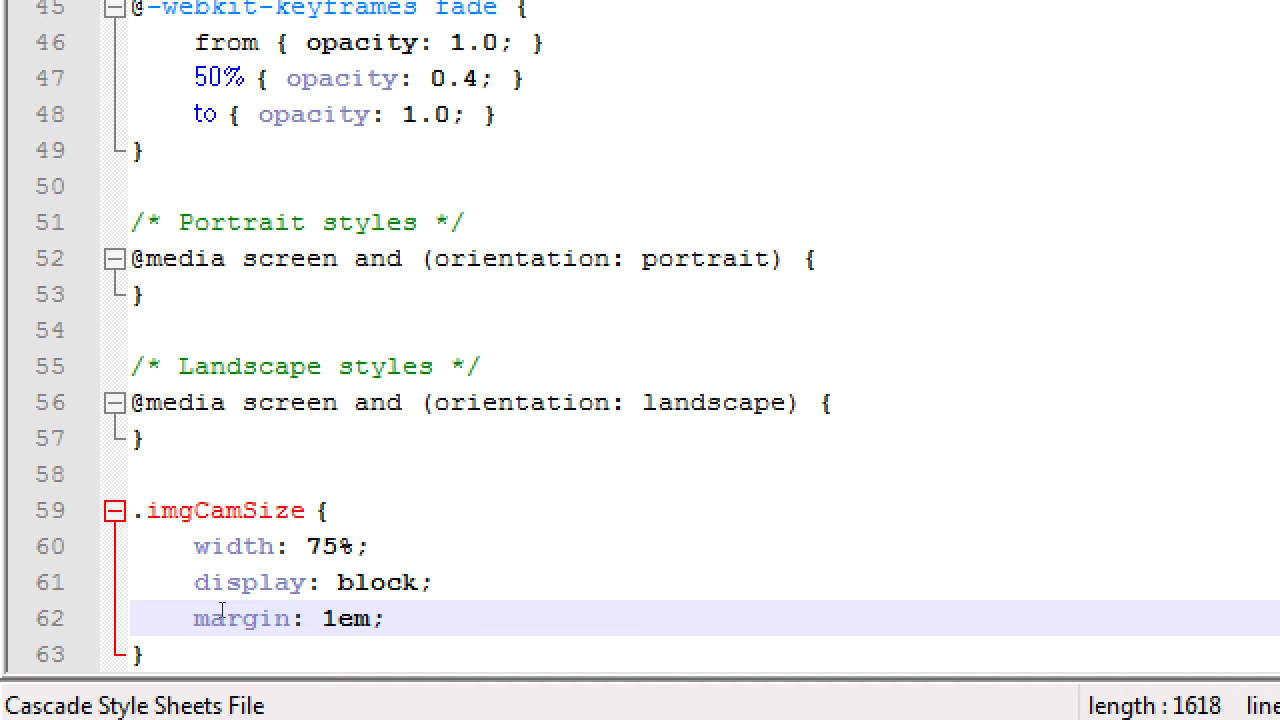 45 @-webkit-keyframes fade {
46 from { opacity: 1.0; }
47 50% { opacity: 0.4; }
48 to { opacity: 1.0; }
49 }
50
51 /* Portrait styles */
52 @media screen and (orientation: portrait) {
53 }
54
55 /* Landscape styles */
56 @media screen and (orientation: landscape) {
57 }
58
59 .imgCamSize {
60 width: 75%;
61 display: block;
62 margin: 1em;
63 }
Cascade Style Sheets File length : 1618 line